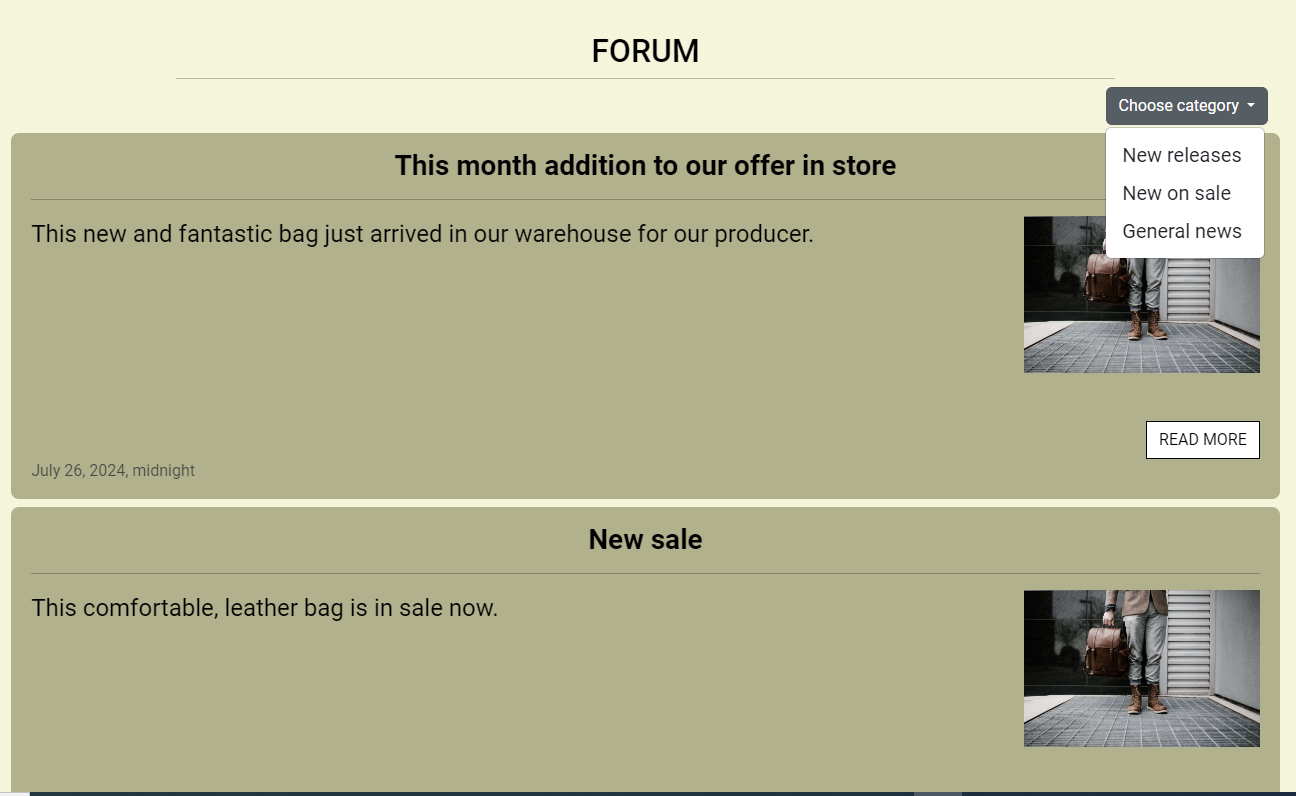 FORUM
Choose category
New releases
New on sale
General news
This month addition to our offer in store
This new and fantastic bag just arrived in our warehouse for our producer.
READ MORE
July 26, 2024, midnight
New sale
This comfortable, leather bag is in sale now.